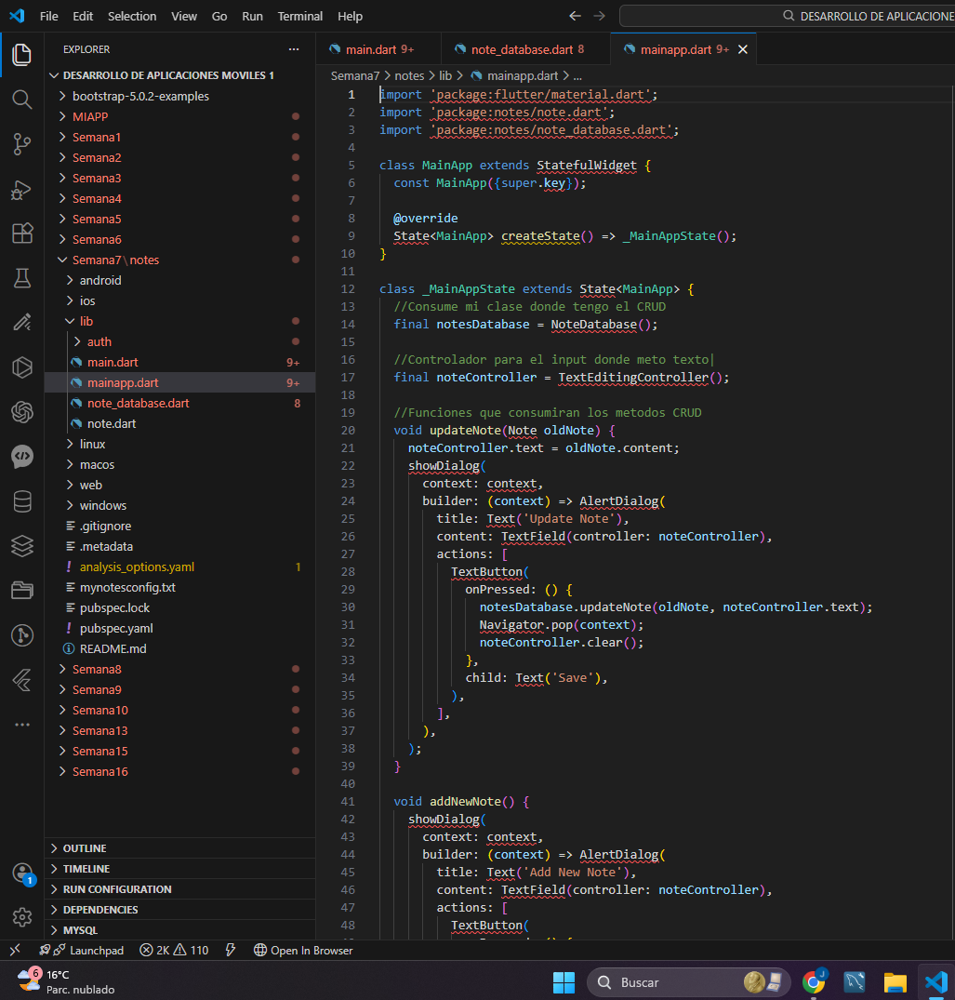 File Edit Selection View Go Run Terminal Help
DESARROLLO DE APLICACIONE
EXPLORER
DESARROLLO DE APLICACIONES MOVILES 1
bootstrap-5.0.2-examples
MIAPP
Semana1
Semana2
Semana3
Semana4
Semana5
Semana6
Semana7\notes
android
ios
lib
auth
main.dart 9+
mainapp.dart 9+
note_database.dart 8
note.dart
linux
macos
web
windows
.gitignore
.metadata
analysis_options.yaml 1
mynotesconfig.txt
pubspec.lock
pubspec.yaml
README.md
Semana8
Semana9
Semana10
Semana13
Semana15
Semana16
OUTLINE
TIMELINE
RUN CONFIGURATION
DEPENDENCIES
MYSQL
main.dart 9+ note_database.dart 8 mainapp.dart 9+
Semana7 > notes > lib > mainapp.dart > ...
1 import 'package:flutter/material.dart';
2 import 'package:notes/note.dart';
3 import 'package:notes/note_database.dart';
4
5 class MainApp extends StatefulWidget {
6 const MainApp({super.key});
7
8 @override
9 State<MainApp> createState() => _MainAppState();
10 }
11
12 class _MainAppState extends State<MainApp> {
13 //Consume mi clase donde tengo el CRUD
14 final notesDatabase = NoteDatabase();
15
16 //Controlador para el input donde meto texto|
17 final noteController = TextEditingController();
18
19 //Funciones que consumiran los metodos CRUD
20 void updateNote(Note oldNote) {
21 noteController.text = oldNote.content;
22 showDialog(
23 context: context,
24 builder: (context) => AlertDialog(
25 title: Text('Update Note'),
26 content: TextField(controller: noteController),
27 actions: [
28 TextButton(
29 onPressed: () {
30 notesDatabase.updateNote(oldNote, noteController.text);
31 Navigator.pop(context);
32 noteController.clear();
33 },
34 child: Text('Save'),
35 ),
36 ],
37 ),
38 );
39 }
40
41 void addNewNote() {
42 showDialog(
43 context: context,
44 builder: (context) => AlertDialog(
45 title: Text('Add New Note'),
46 content: TextField(controller: noteController),
47 actions: [
48 TextButton(
1
Launchpad 2K 110 Open In Browser
6
16°C
Parc. nublado
Buscar
J